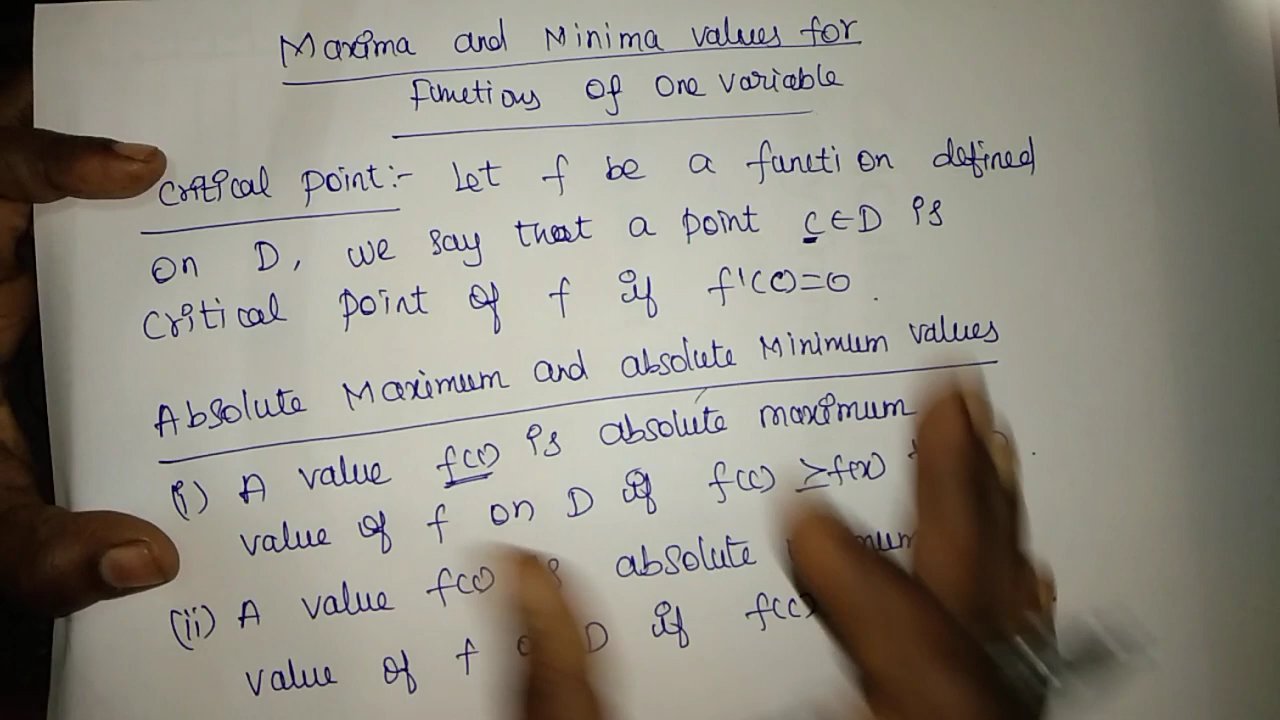 Maxima and Minima values for
functions of one variable
Critical point:- Let f be a function defined
on D, we say that a point c∈D is
critical point of f if f'(c)=0.
Absolute Maximum and absolute Minimum values
(i) A value f(c) is absolute maximum
value of f on D if f(c) ≥f(x)
(ii) A value f(c) absolute
value of f D if f(c)